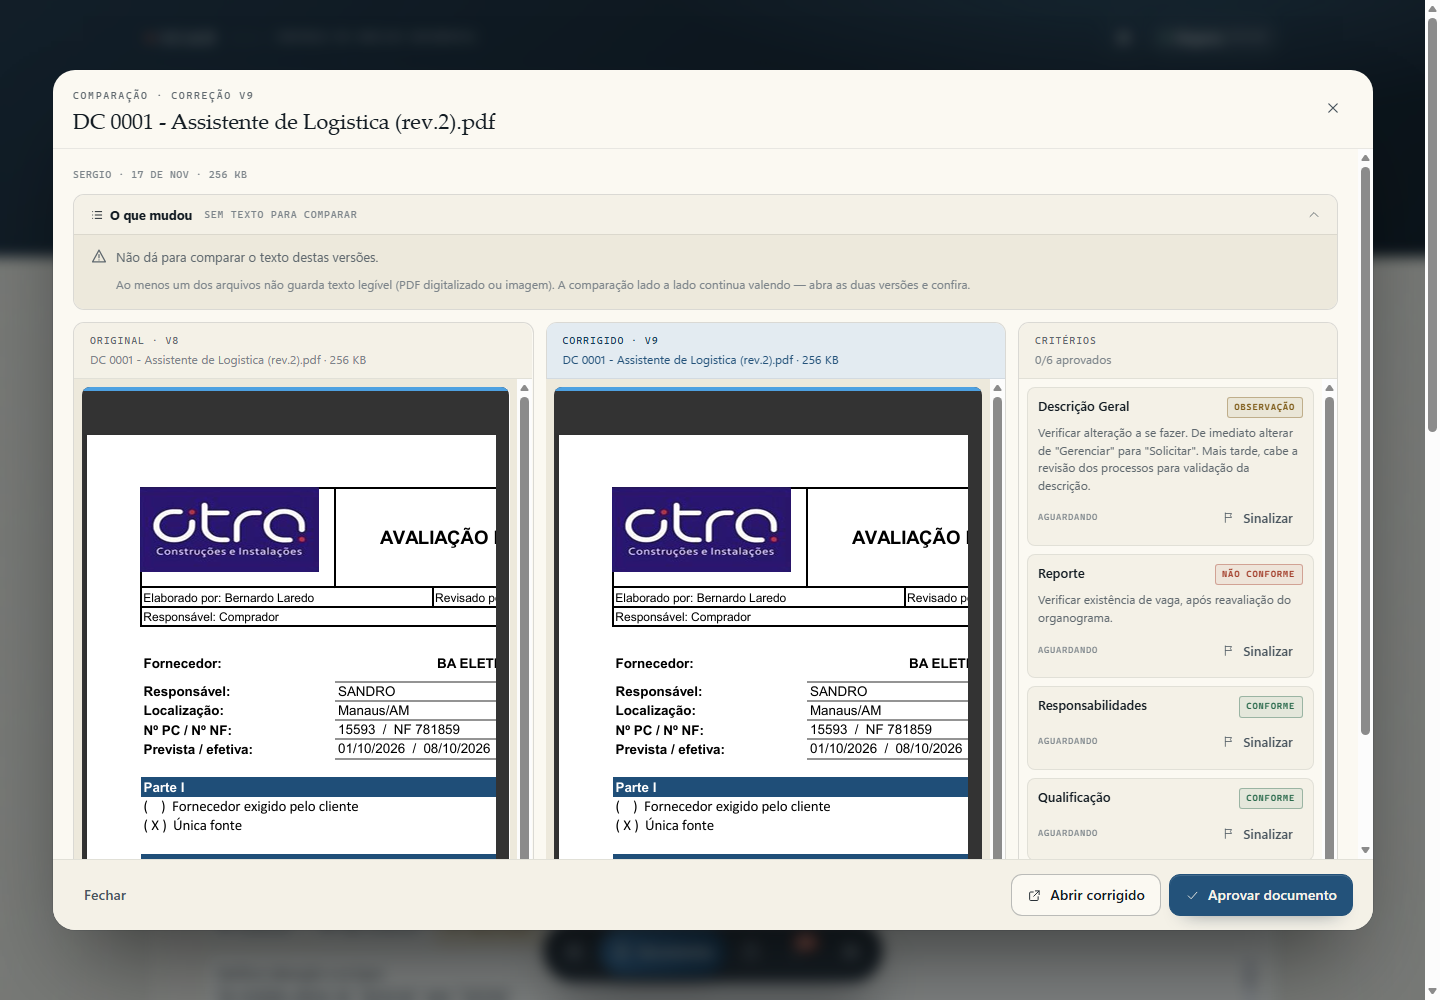 COMPARAÇÃO · CORREÇÃO V9
DC 0001 - Assistente de Logistica (rev.2).pdf
SERGIO · 17 DE NOV · 256 KB
O que mudou SEM TEXTO PARA COMPARAR
Não dá para comparar o texto destas versões.
Ao menos um dos arquivos não guarda texto legível (PDF digitalizado ou imagem). A comparação lado a lado continua valendo — abra as duas versões e confira.
ORIGINAL · V8
DC 0001 - Assistente de Logistica (rev.2).pdf · 256 KB
citra
Construções e Instalações
AVALIAÇÃO
Elaborado por: Bernardo Laredo
Revisado
Responsável: Comprador
Fornecedor:
BA
Responsável: SANDRO
Localização: Manaus/AM
Nº PC / Nº NF: 15593 / NF 781859
Prevista / efetiva: 01/10/2026 / 08/10/2026
Parte I
( ) Fornecedor exigido pelo cliente
( X ) Única fonte
CORRIGIDO · V9
DC 0001 - Assistente de Logistica (rev.2).pdf · 256 KB
citra
Construções e Instalações
AVALIAÇÃO
Elaborado por: Bernardo Laredo
Revisado
Responsável: Comprador
Fornecedor:
BA
Responsável: SANDRO
Localização: Manaus/AM
Nº PC / Nº NF: 15593 / NF 781859
Prevista / efetiva: 01/10/2026 / 08/10/2026
Parte I
( ) Fornecedor exigido pelo cliente
( X ) Única fonte
CRITÉRIOS
0/6 aprovados
Descrição Geral OBSERVAÇÃO
Verificar alteração a se fazer. De imediato alterar
de "Gerenciar" para "Solicitar". Mais tarde, cabe a
revisão dos processos para validação da
descrição.
AGUARDANDO Sinalizar
Reporte NÃO CONFORME
Verificar existência de vaga, após reavaliação do
organograma.
AGUARDANDO Sinalizar
Responsabilidades CONFORME
AGUARDANDO Sinalizar
Qualificação CONFORME
AGUARDANDO Sinalizar
Fechar
Abrir corrigido
Aprovar documento